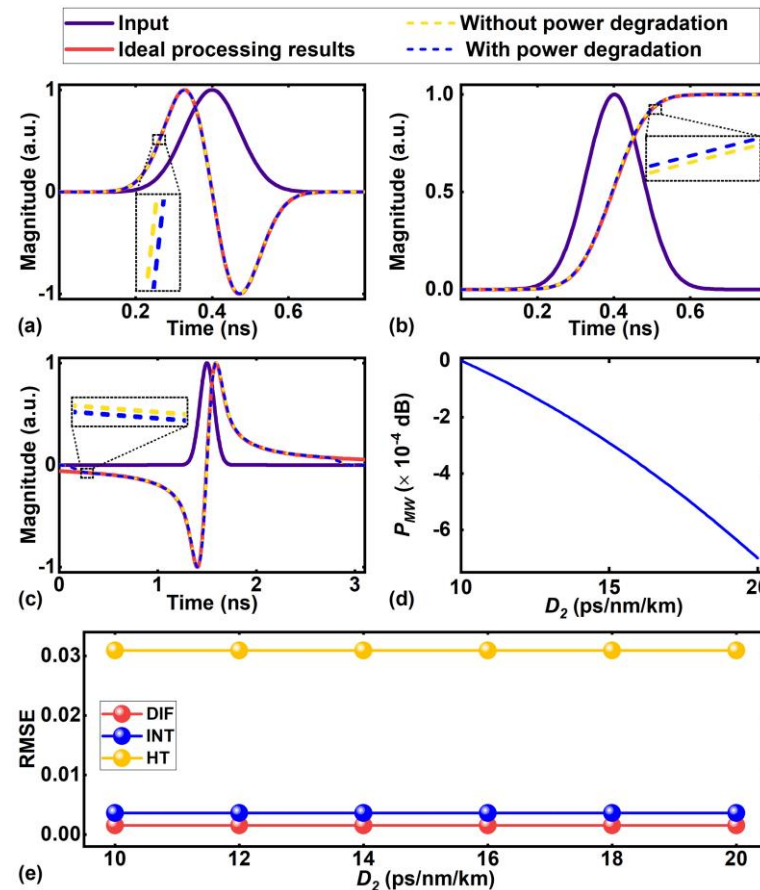 Input
Without power degradation
Ideal processing results
With power degradation
Magnitude (a.u.)
1
0
-1
0.2 0.4 0.6
Time (ns)
(a)
Magnitude (a.u.)
1.0
0.5
0.0
0.2 0.4 0.6
Time (ns)
(b)
Magnitude (a.u.)
1
0
-1
0 1 2 3
Time (ns)
(c)
P_MW (× 10^-4 dB)
0
-2
-4
-6
10 15 20
D_2 (ps/nm/km)
(d)
RMSE
0.03
0.02
0.01
0.00
DIF
INT
HT
10 12 14 16 18 20
D_2 (ps/nm/km)
(e)